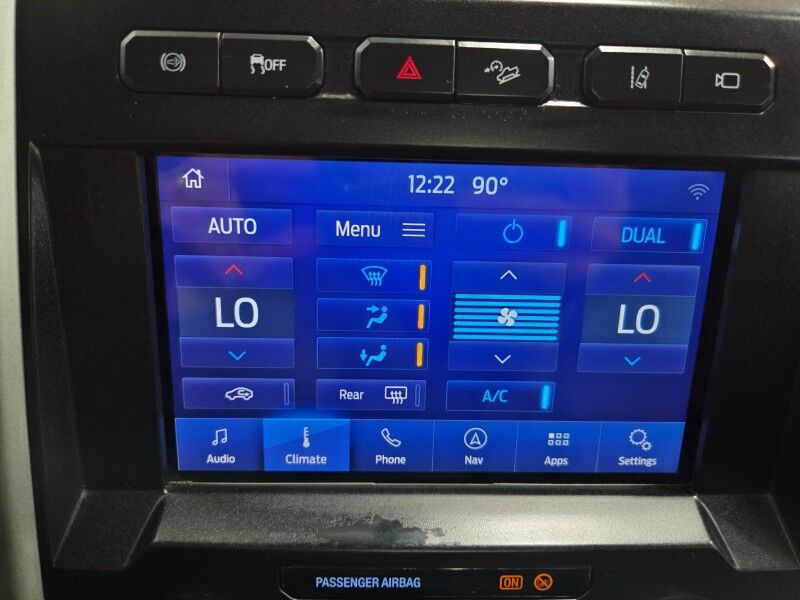 OFF
12:22 90°
AUTO Menu DUAL
LO LO
Rear A/C
Audio Climate Phone Nav Apps Settings
PASSENGER AIRBAG ON